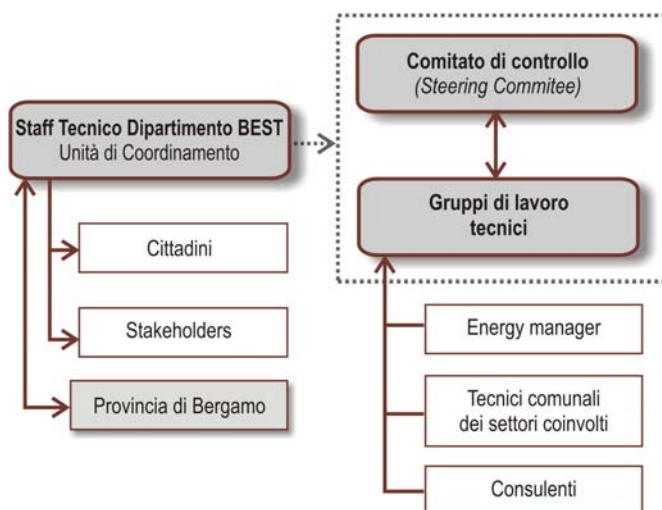 Comitato di controllo
(Steering Commitee)
Staff Tecnico Dipartimento BEST
Unità di Coordinamento
Gruppi di lavoro
tecnici
Cittadini
Stakeholders
Provincia di Bergamo
Energy manager
Tecnici comunali
dei settori coinvolti
Consulenti